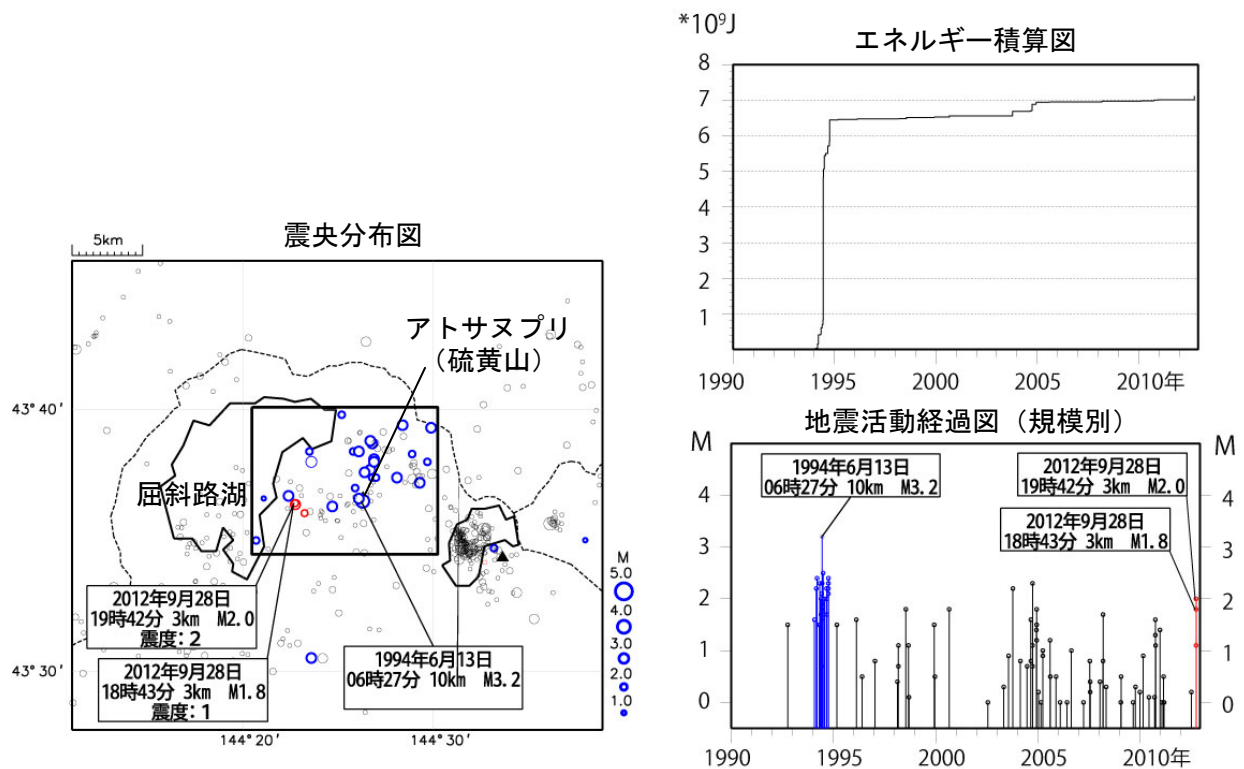 *10⁹J
エネルギー積算図
8
7
6
5
4
3
2
1
1990
1995
2000
2005
2010年
5km
震央分布図
アトサヌプリ
(硫黄山)
43°40′
屈斜路湖
43°30′
2012年9月28日
19時42分 3km M2.0
震度:2
2012年9月28日
18時43分 3km M1.8
震度:1
1994年6月13日
06時27分 10km M3.2
M
5.0
4.0
3.0
2.0
1.0
144°20′
144°30′
地震活動経過図(規模別)
M
M
1994年6月13日
06時27分 10km M3.2
2012年9月28日
19時42分 3km M2.0
2012年9月28日
18時43分 3km M1.8
4
3
2
1
0
4
3
2
1
0
1990
1995
2000
2005
2010年